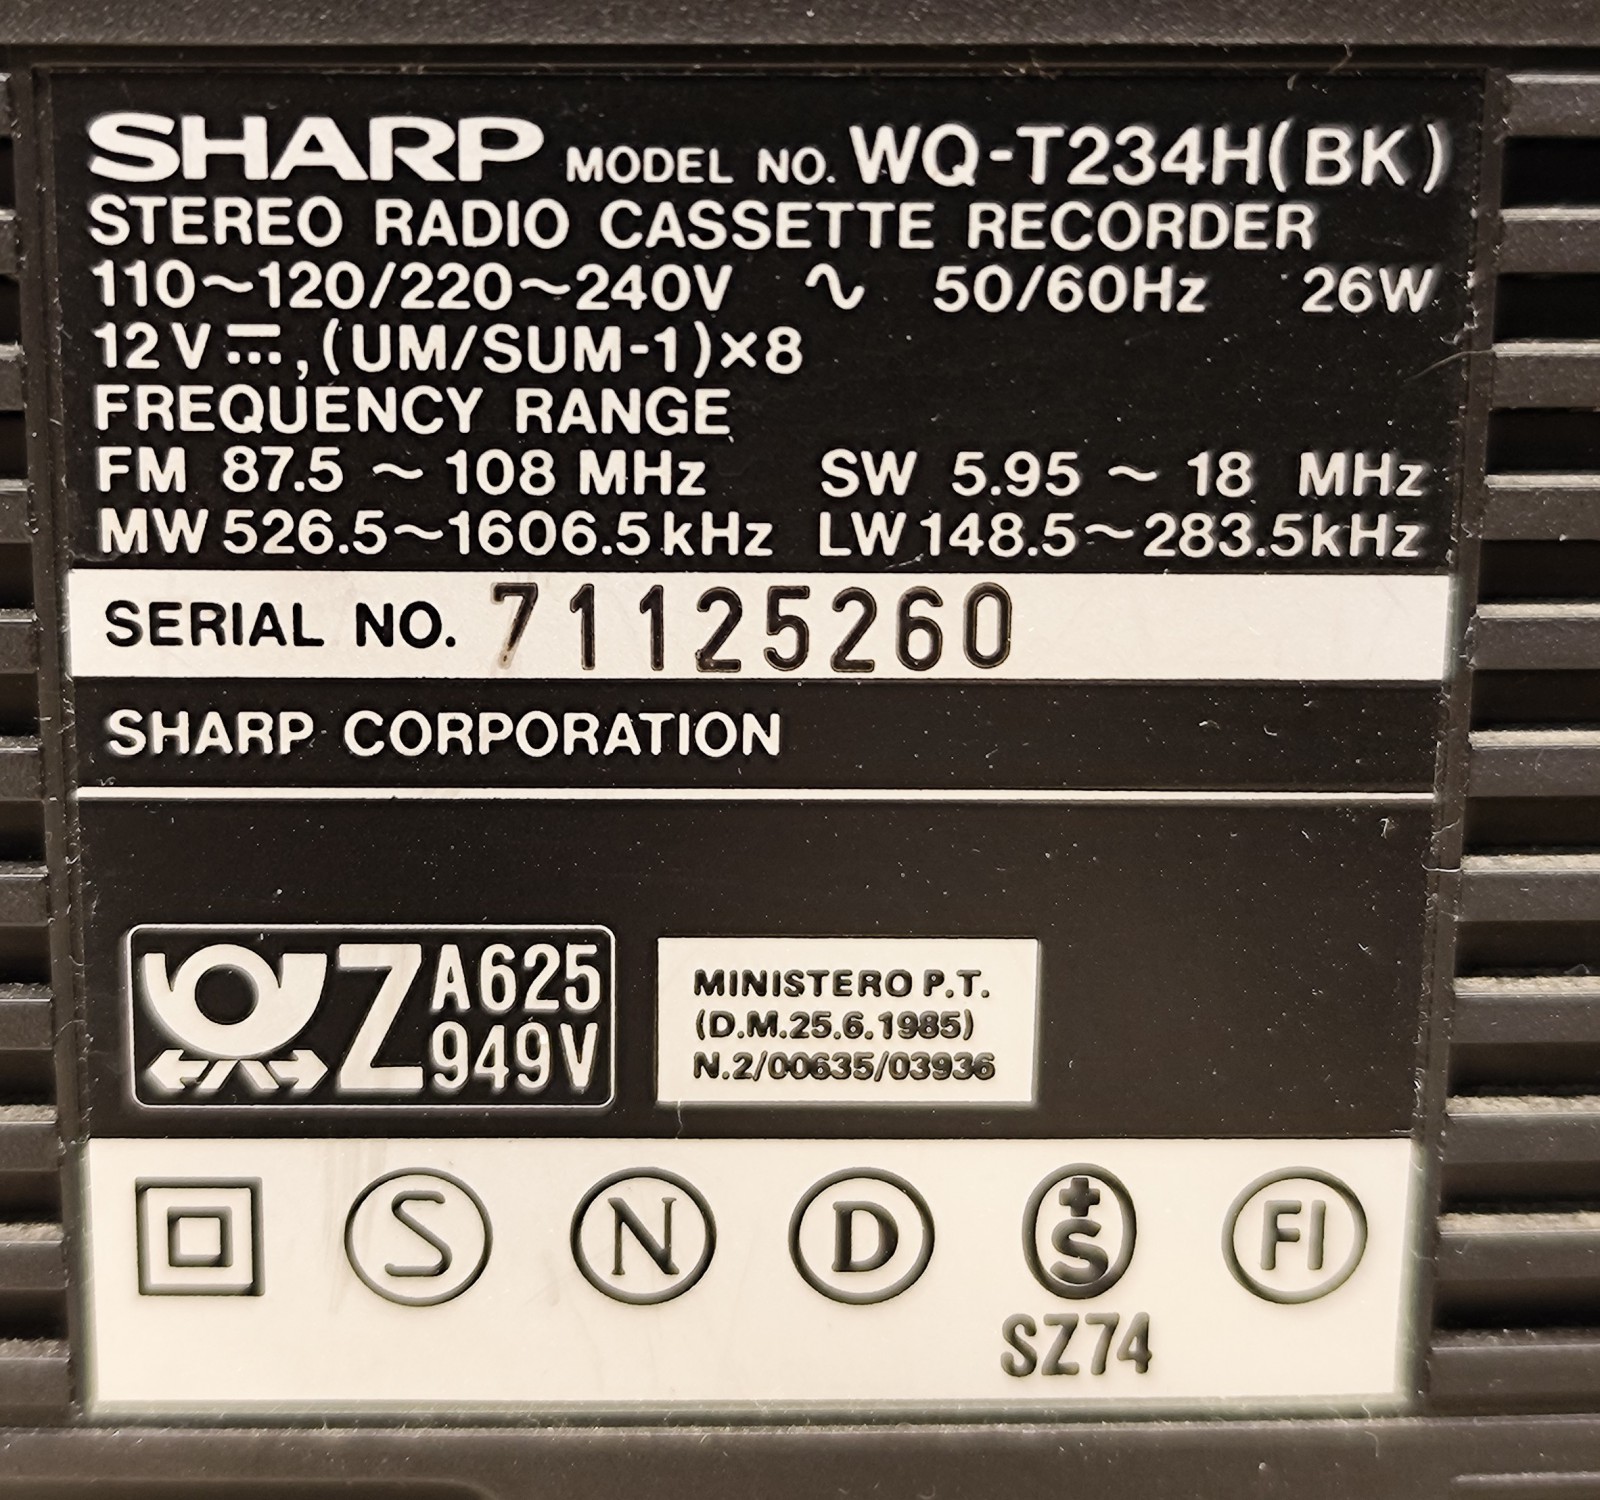 SHARP MODEL NO. WQ-T234H(BK)
STEREO RADIO CASSETTE RECORDER
110~120/220~240V ∿ 50/60Hz 26W
12V ⎓, (UM/SUM-1)×8
FREQUENCY RANGE
FM 87.5 ~ 108 MHz SW 5.95 ~ 18 MHz
MW 526.5~1606.5kHz LW 148.5~283.5kHz
SERIAL NO. 71125260
SHARP CORPORATION
Z A625
949V
MINISTERO P.T.
(D.M.25.6.1985)
N.2/00635/03936
S N D +S FI
SZ74